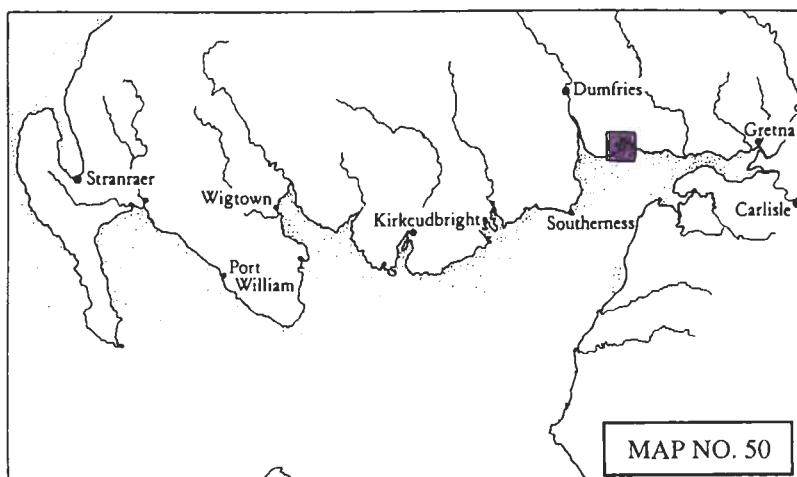 Dumfries
Gretna
Stranraer
Wigtown
Kirkcudbright
Southerness
Carlisle
Port
William
MAP NO. 50